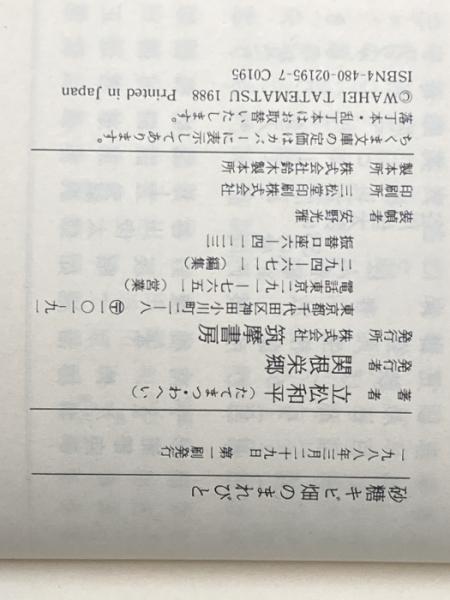 砂糖キビ畑のまれびと
一九八八年三月二十九日 第一刷発行
著者 立松和平(たてまつ・わへい)
発行者 関根栄郷
発行所 株式会社 筑摩書房
東京都千代田区神田小川町二ー八 〒一〇一ー九一
電話東京二九一ー七六五一(営業)
二九四ー六七一一(編集)
振替口座六ー四一二三
装幀者 安野光雅
印刷所 三松堂印刷株式会社
製本所 株式会社鈴木製本所
ちくま文庫の定価はカバーに表示してあります。
落丁本・乱丁本はお取替いたします。
©WAHEI TATEMATSU 1988 Printed in Japan
ISBN4-480-02195-7 C0195